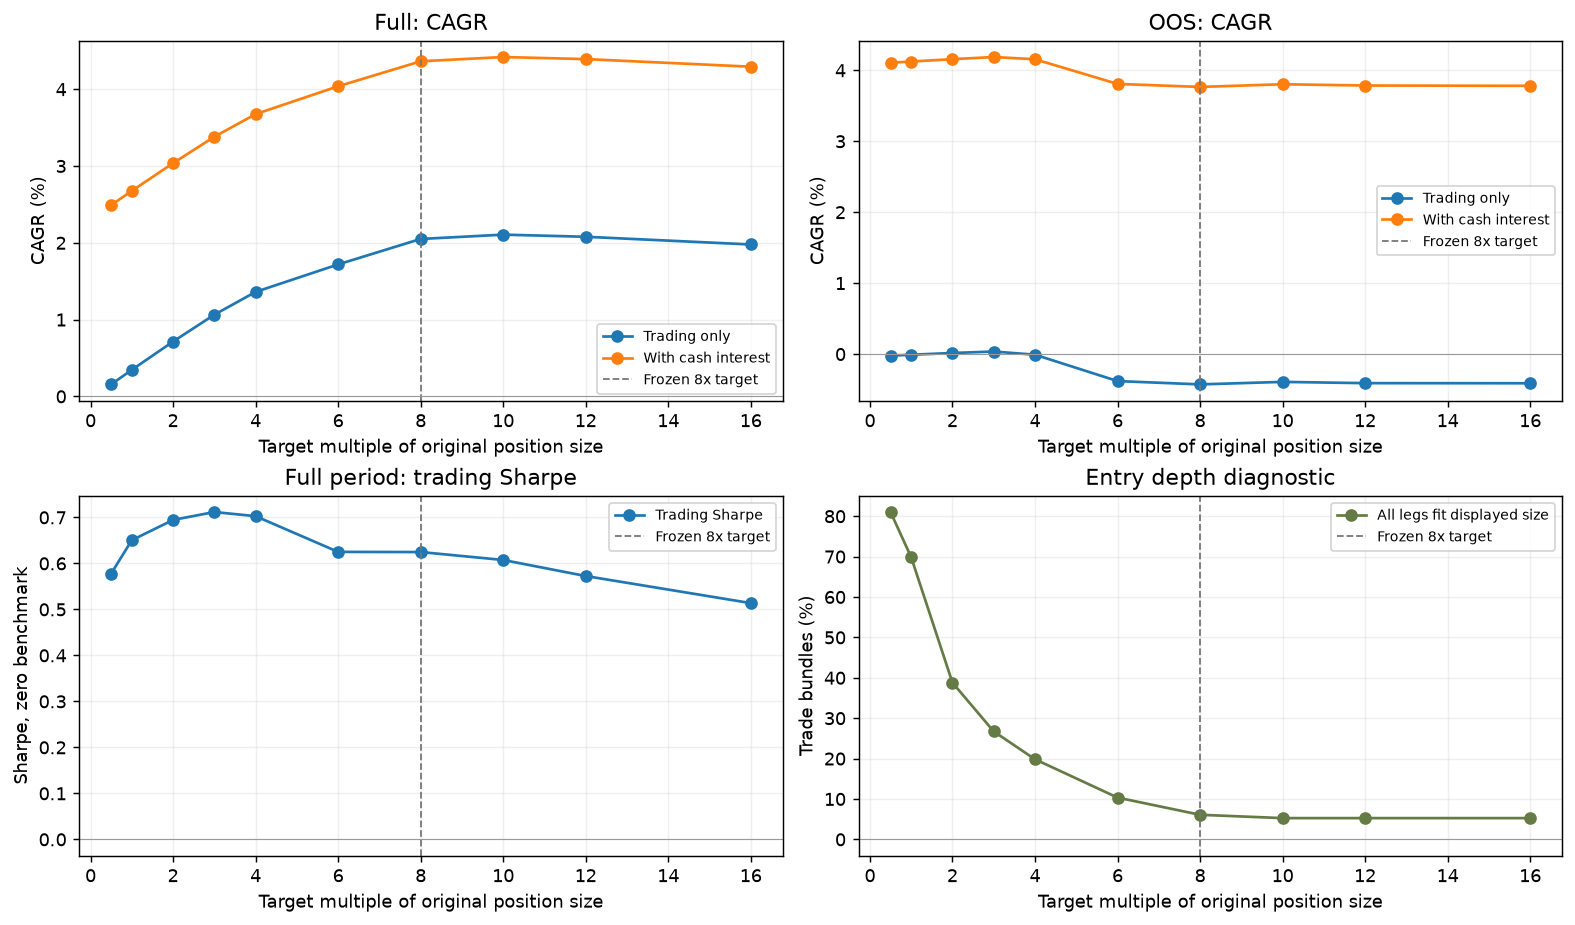 Full: CAGR
CAGR (%)
4
3
2
1
0
Trading only
With cash interest
Frozen 8x target
0 2 4 6 8 10 12 14 16
Target multiple of original position size
OOS: CAGR
CAGR (%)
4
3
2
1
0
Trading only
With cash interest
Frozen 8x target
0 2 4 6 8 10 12 14 16
Target multiple of original position size
Full period: trading Sharpe
Sharpe, zero benchmark
0.7
0.6
0.5
0.4
0.3
0.2
0.1
0.0
Trading Sharpe
Frozen 8x target
0 2 4 6 8 10 12 14 16
Target multiple of original position size
Entry depth diagnostic
Trade bundles (%)
80
70
60
50
40
30
20
10
0
All legs fit displayed size
Frozen 8x target
0 2 4 6 8 10 12 14 16
Target multiple of original position size